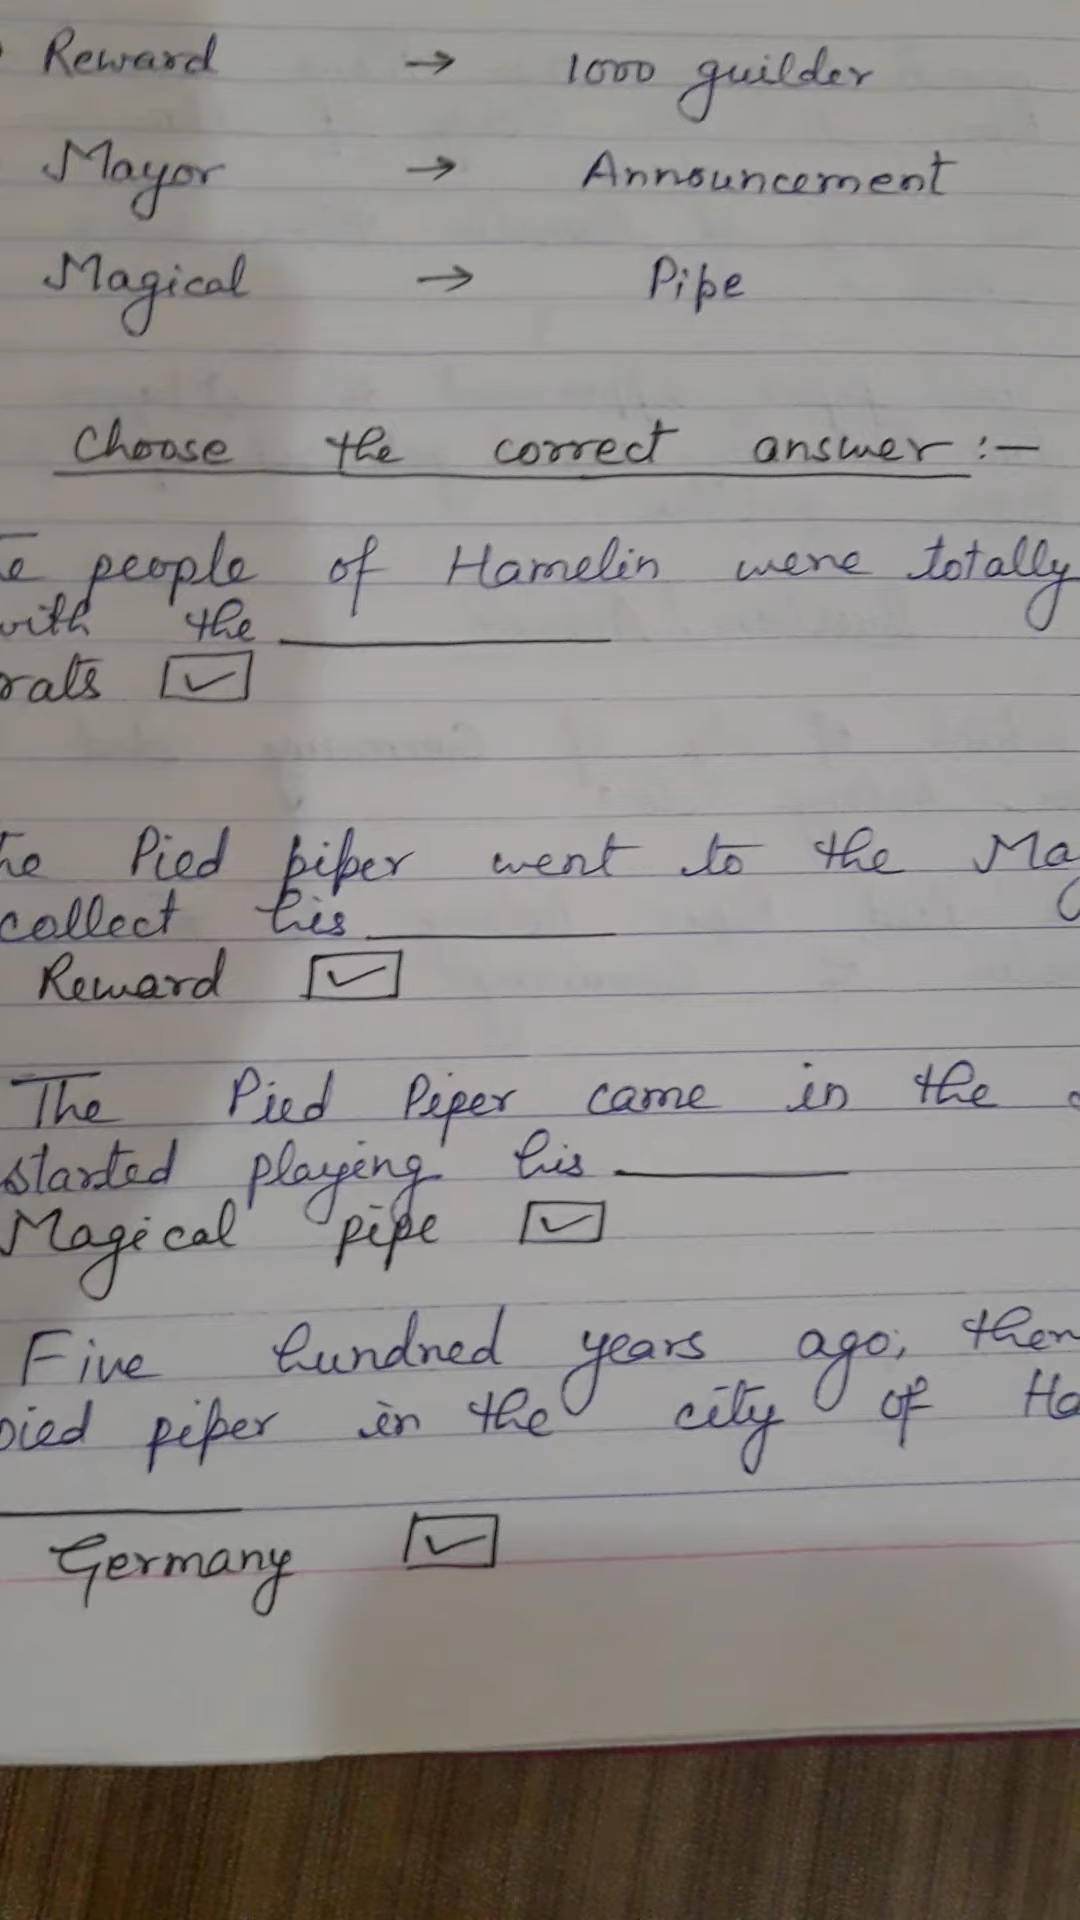 Reward → 1000 guilder
Mayor → Announcement
Magical → Pipe
Choose the correct answer :-
people of Hamelin were totally
with the
rats
Pied piper went to the
collect his
Reward
The Pied Piper came in the
started playing his
Magical pipe
Five hundred years ago,
pied piper in the city of
Germany